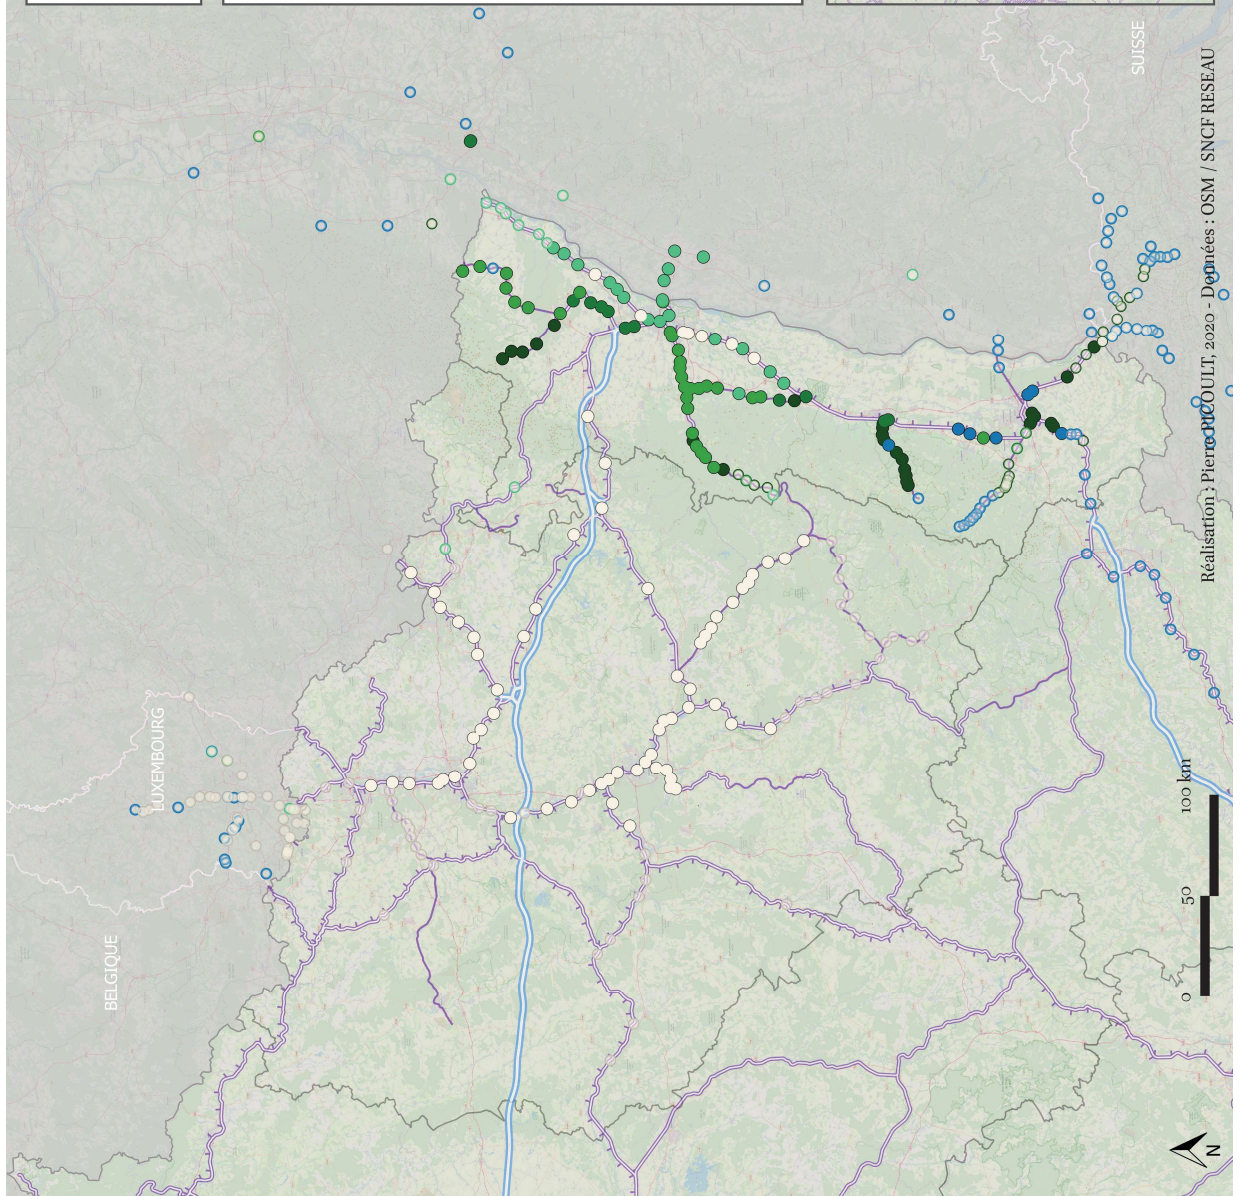 SUISSE
LUXEMBOURG
BELGIQUE
0 50 100 km
N
Réalisation : Pierre PICOULT, 2020 - Données : OSM / SNCF RESEAU